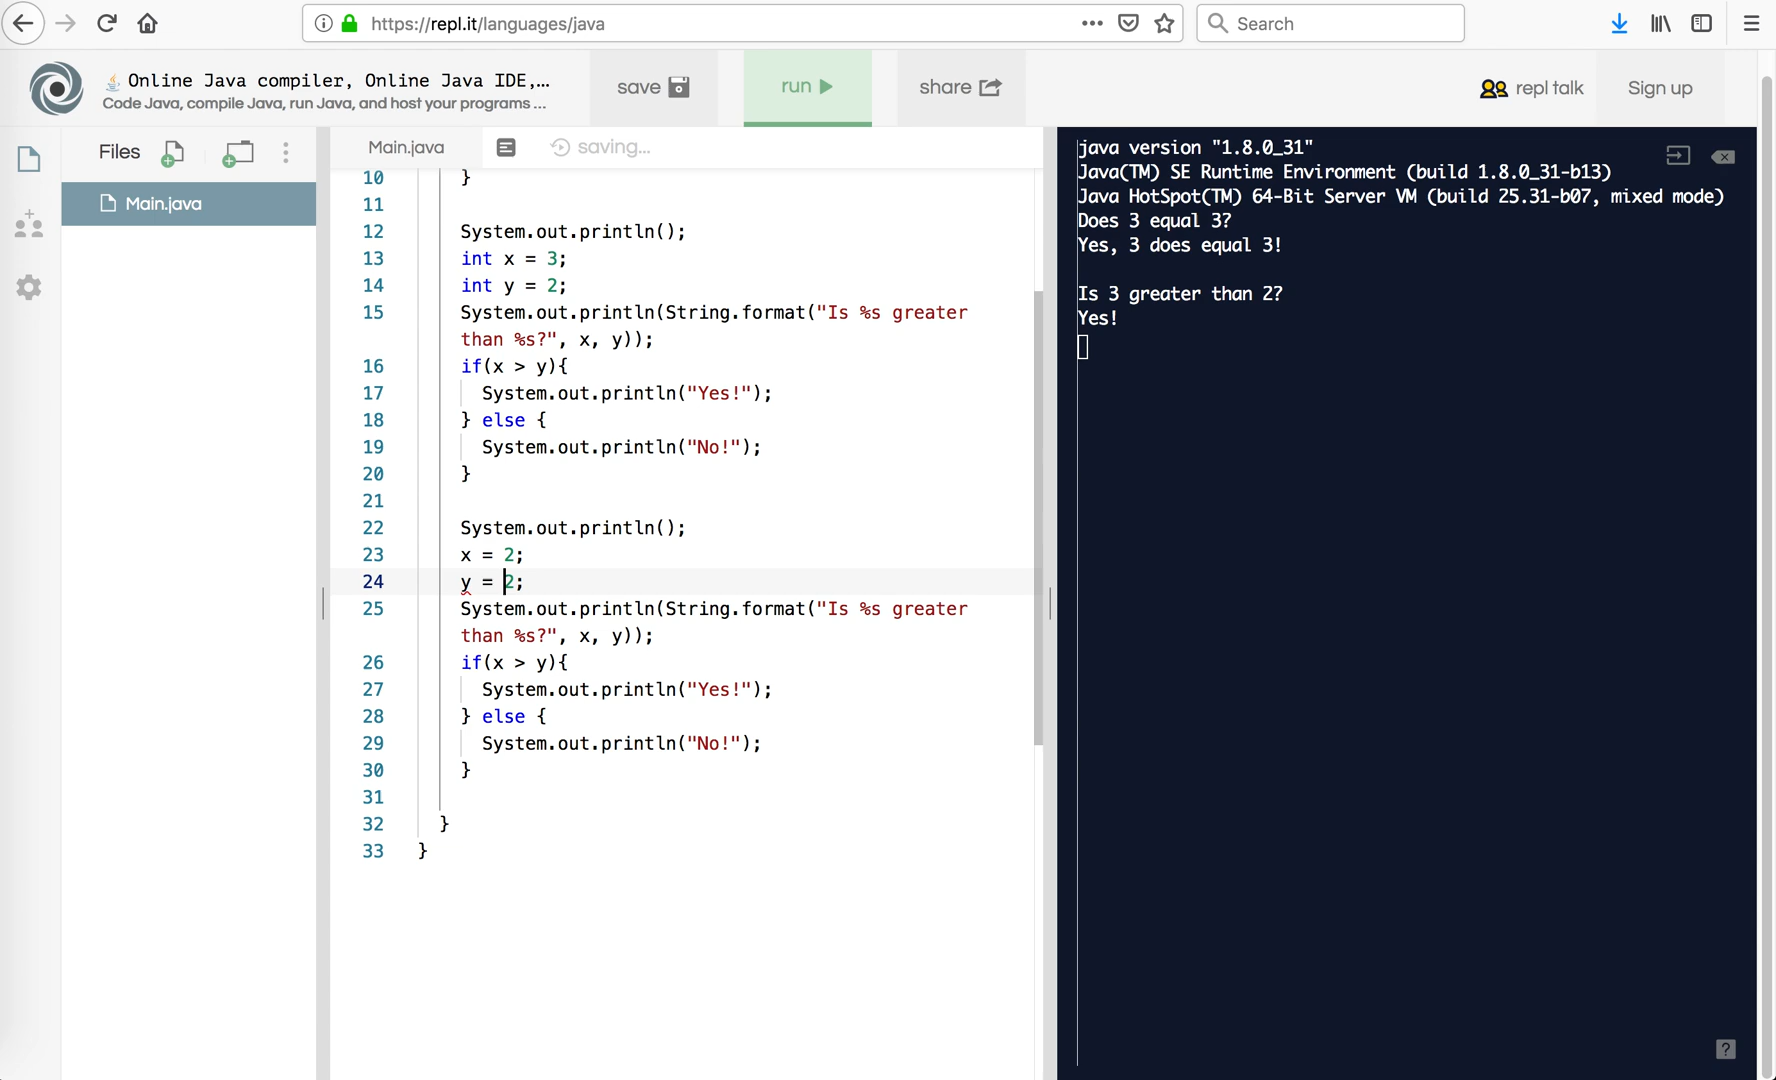 https://repl.it/languages/java
Search
Online Java compiler, Online Java IDE,...
Code Java, compile Java, run Java, and host your programs ...
save
run
share
repl talk
Sign up
Files
Main.java
Main.java
saving...
10 }
11
12 System.out.println();
13 int x = 3;
14 int y = 2;
15 System.out.println(String.format("Is %s greater
than %s?", x, y));
16 if(x > y){
17 System.out.println("Yes!");
18 } else {
19 System.out.println("No!");
20 }
21
22 System.out.println();
23 x = 2;
24 y = 2;
25 System.out.println(String.format("Is %s greater
than %s?", x, y));
26 if(x > y){
27 System.out.println("Yes!");
28 } else {
29 System.out.println("No!");
30 }
31
32 }
33 }
java version "1.8.0_31"
Java(TM) SE Runtime Environment (build 1.8.0_31-b13)
Java HotSpot(TM) 64-Bit Server VM (build 25.31-b07, mixed mode)
Does 3 equal 3?
Yes, 3 does equal 3!
Is 3 greater than 2?
Yes!
?